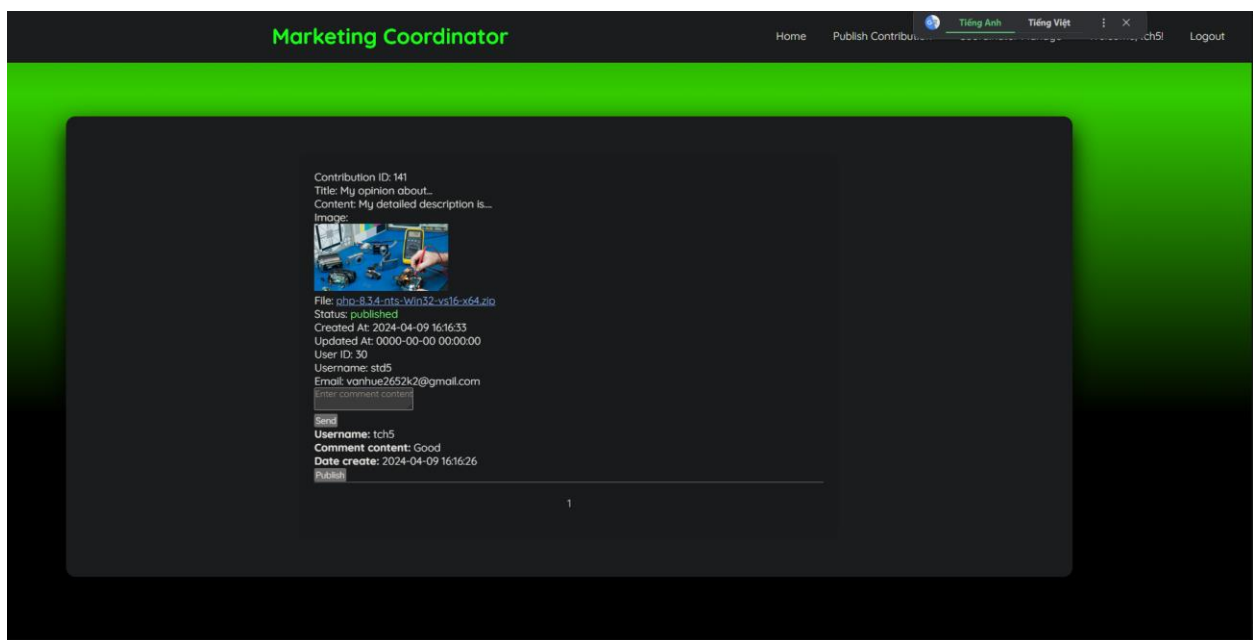 Marketing Coordinator
Home
Publish Contribu
Tiếng Anh
Tiếng Việt
tch5!
Logout
Contribution ID: 141
Title: My opinion about...
Content: My detailed description is....
Image:
File: php-8.3.4-nts-Win32-vs16-x64.zip
Status: published
Created At: 2024-04-09 16:16:33
Updated At: 0000-00-00 00:00:00
User ID: 30
Username: std5
Email: vanhue2652k2@gmail.com
Enter comment content
Send
Username: tch5
Comment content: Good
Date create: 2024-04-09 16:16:26
Publish
1